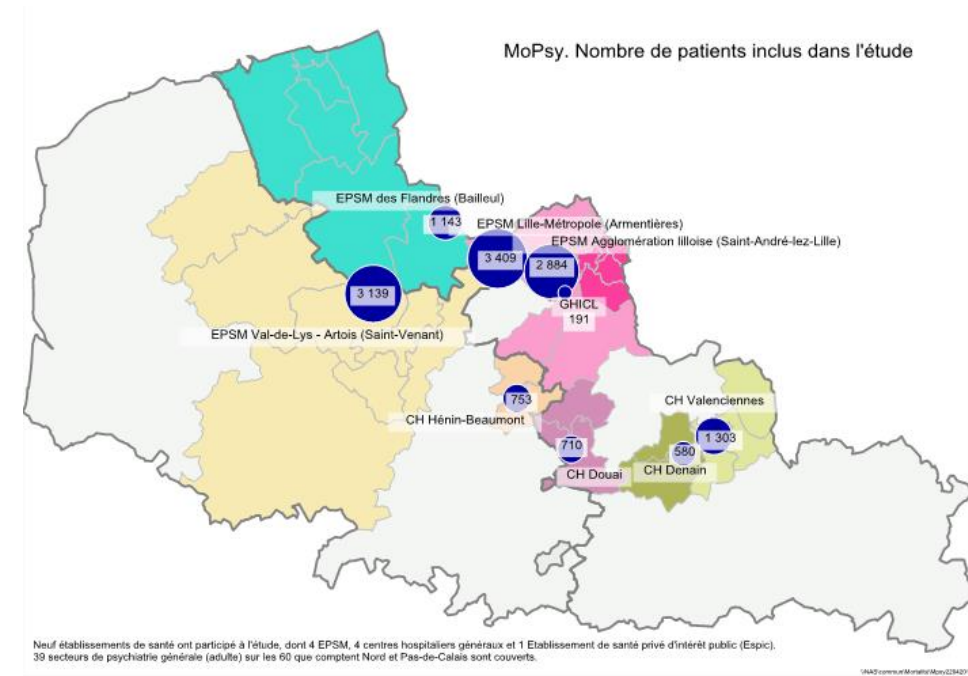 MoPsy. Nombre de patients inclus dans l'étude
EPSM des Flandres (Bailleul)
1 143
EPSM Lille-Métropole (Armentières)
EPSM Agglomération lilloise (Saint-André-lez-Lille)
3 409
2 884
3 139
GHICL
191
EPSM Val-de-Lys - Artois (Saint-Venant)
753
CH Valenciennes
CH Hénin-Beaumont
1 303
710
580
CH Douai
CH Denain
Neuf établissements de santé ont participé à l'étude, dont 4 EPSM, 4 centres hospitaliers généraux et 1 Etablissement de santé privé d'intérêt public (Espic).
39 secteurs de psychiatrie générale (adulte) sur les 60 que comptent Nord et Pas-de-Calais sont couverts.